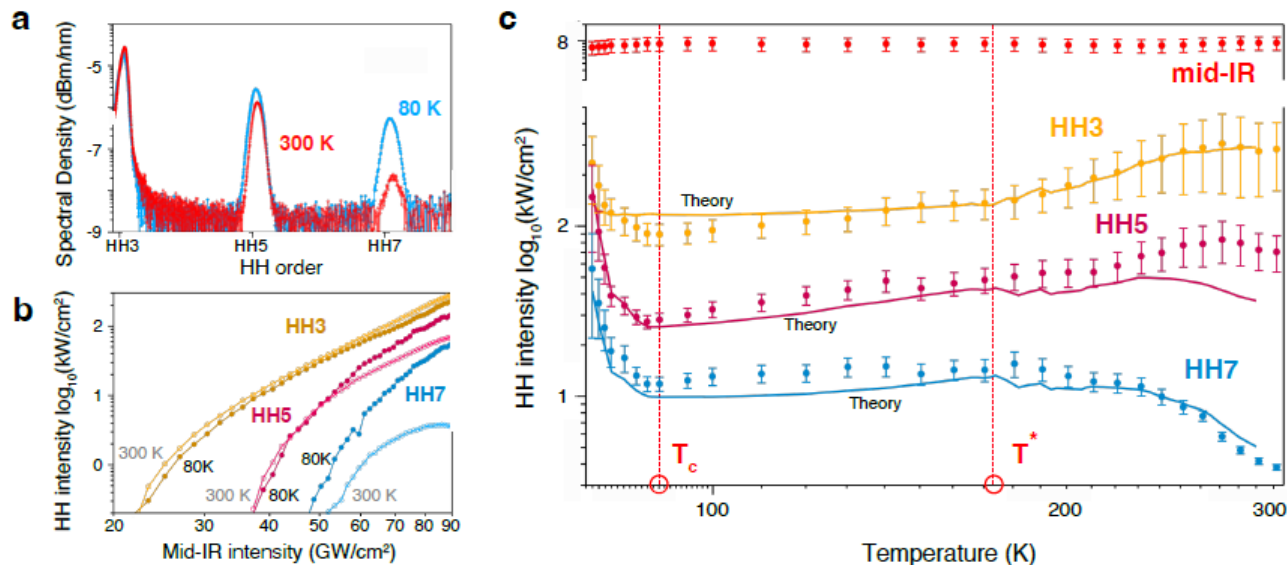 a
Spectral Density (dBm/nm)
-5
-7
-9
80 K
300 K
HH3
HH5
HH7
HH order
b
HH intensity log10(kW/cm²)
2
1
0
HH3
HH5
HH7
300 K
80K
300 K
80K
80K
300 K
20
30
40
50
60
70
80
90
Mid-IR intensity (GW/cm²)
c
HH intensity log10(kW/cm²)
8
2
1
mid-IR
HH3
Theory
HH5
Theory
HH7
Theory
Tc
T*
100
200
300
Temperature (K)